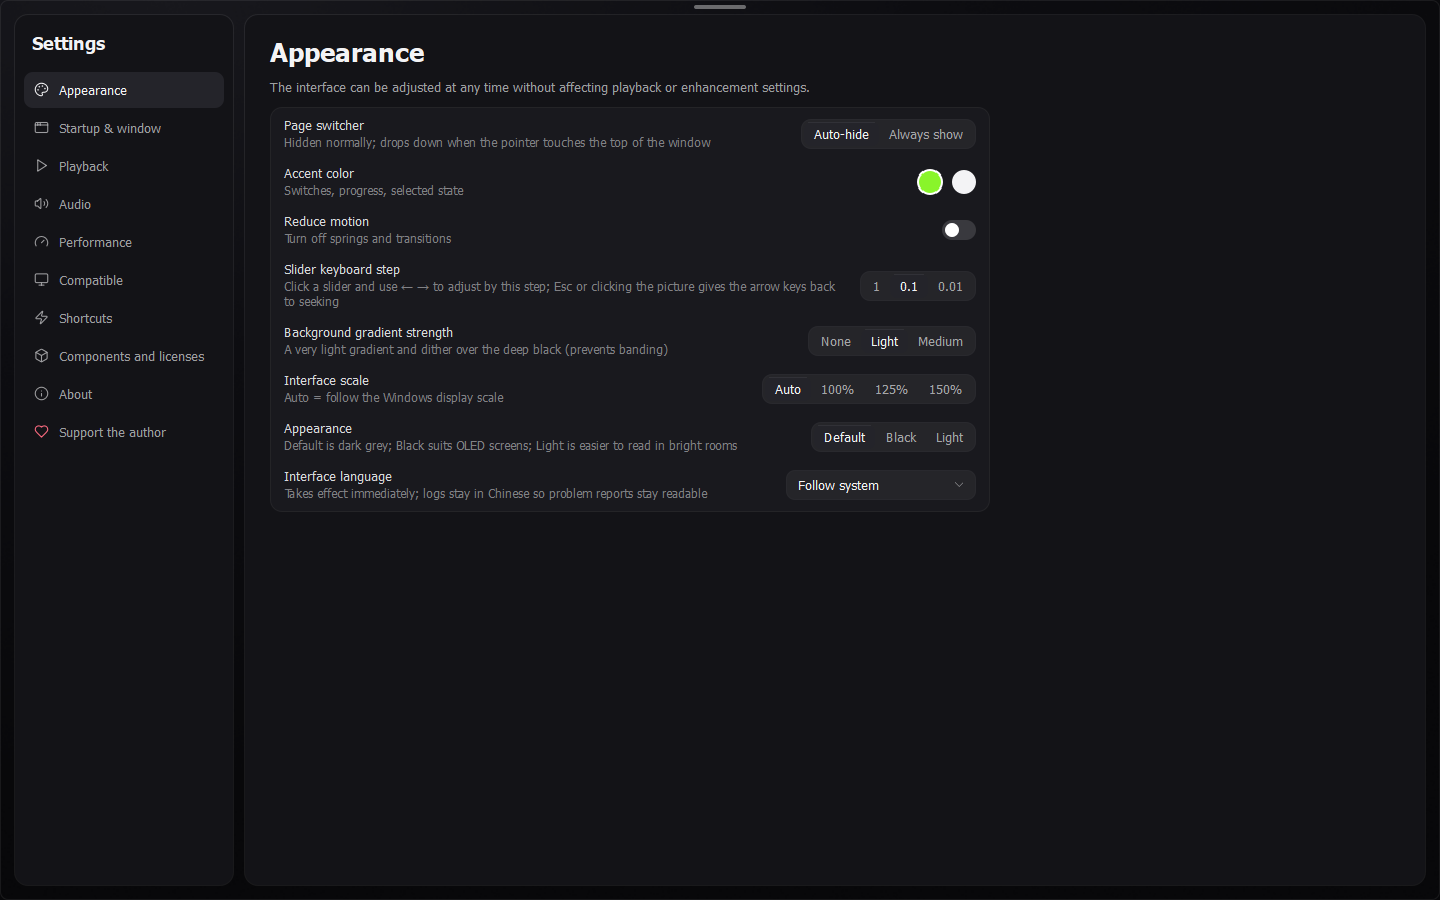 Settings
Appearance
Startup & window
Playback
Audio
Performance
Compatible
Shortcuts
Components and licenses
About
Support the author
Appearance
The interface can be adjusted at any time without affecting playback or enhancement settings.
Page switcher
Hidden normally; drops down when the pointer touches the top of the window
Auto-hide
Always show
Accent color
Switches, progress, selected state
Reduce motion
Turn off springs and transitions
Slider keyboard step
Click a slider and use ← → to adjust by this step; Esc or clicking the picture gives the arrow keys back
to seeking
1
0.1
0.01
Background gradient strength
A very light gradient and dither over the deep black (prevents banding)
None
Light
Medium
Interface scale
Auto = follow the Windows display scale
Auto
100%
125%
150%
Appearance
Default is dark grey; Black suits OLED screens; Light is easier to read in bright rooms
Default
Black
Light
Interface language
Takes effect immediately; logs stay in Chinese so problem reports stay readable
Follow system